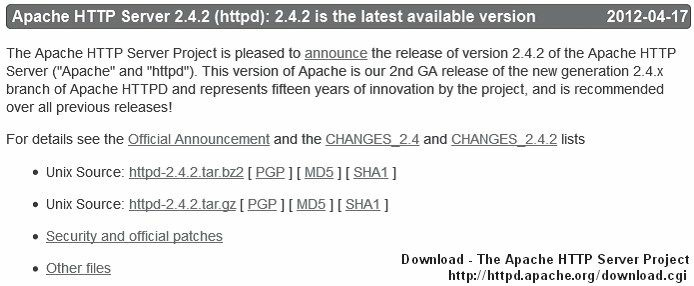 Apache HTTP Server 2.4.2 (httpd): 2.4.2 is the latest available version 2012-04-17
The Apache HTTP Server Project is pleased to announce the release of version 2.4.2 of the Apache HTTP
Server ("Apache" and "httpd"). This version of Apache is our 2nd GA release of the new generation 2.4.x
branch of Apache HTTPD and represents fifteen years of innovation by the project, and is recommended
over all previous releases!
For details see the Official Announcement and the CHANGES_2.4 and CHANGES_2.4.2 lists
• Unix Source: httpd-2.4.2.tar.bz2 [ PGP ] [ MD5 ] [ SHA1 ]
• Unix Source: httpd-2.4.2.tar.gz [ PGP ] [ MD5 ] [ SHA1 ]
• Security and official patches
• Other files
Download - The Apache HTTP Server Project
http://httpd.apache.org/download.cgi